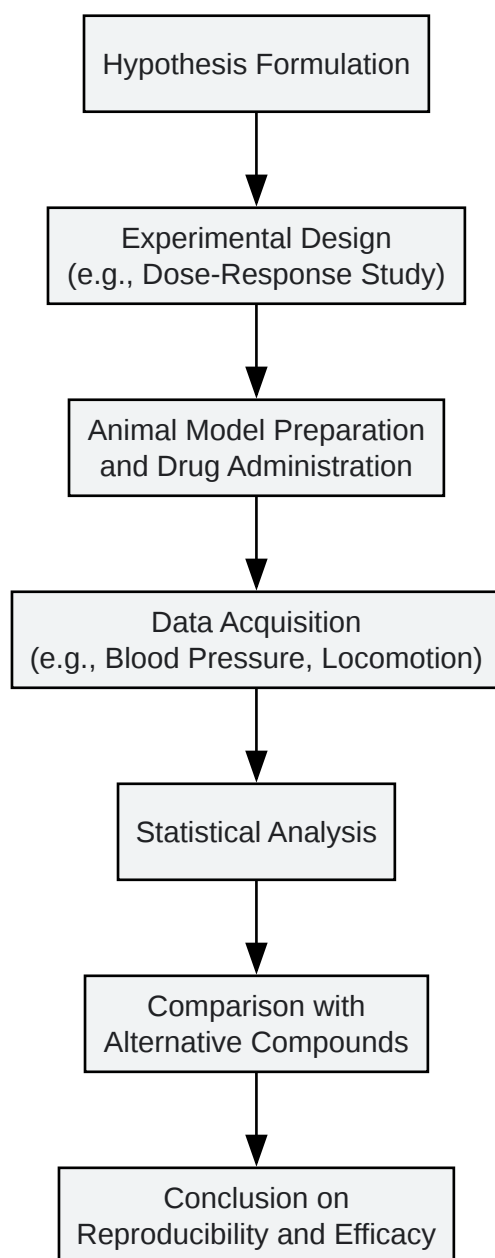 Hypothesis Formulation
Experimental Design
(e.g., Dose-Response Study)
Animal Model Preparation
and Drug Administration
Data Acquisition
(e.g., Blood Pressure, Locomotion)
Statistical Analysis
Comparison with
Alternative Compounds
Conclusion on
Reproducibility and Efficacy